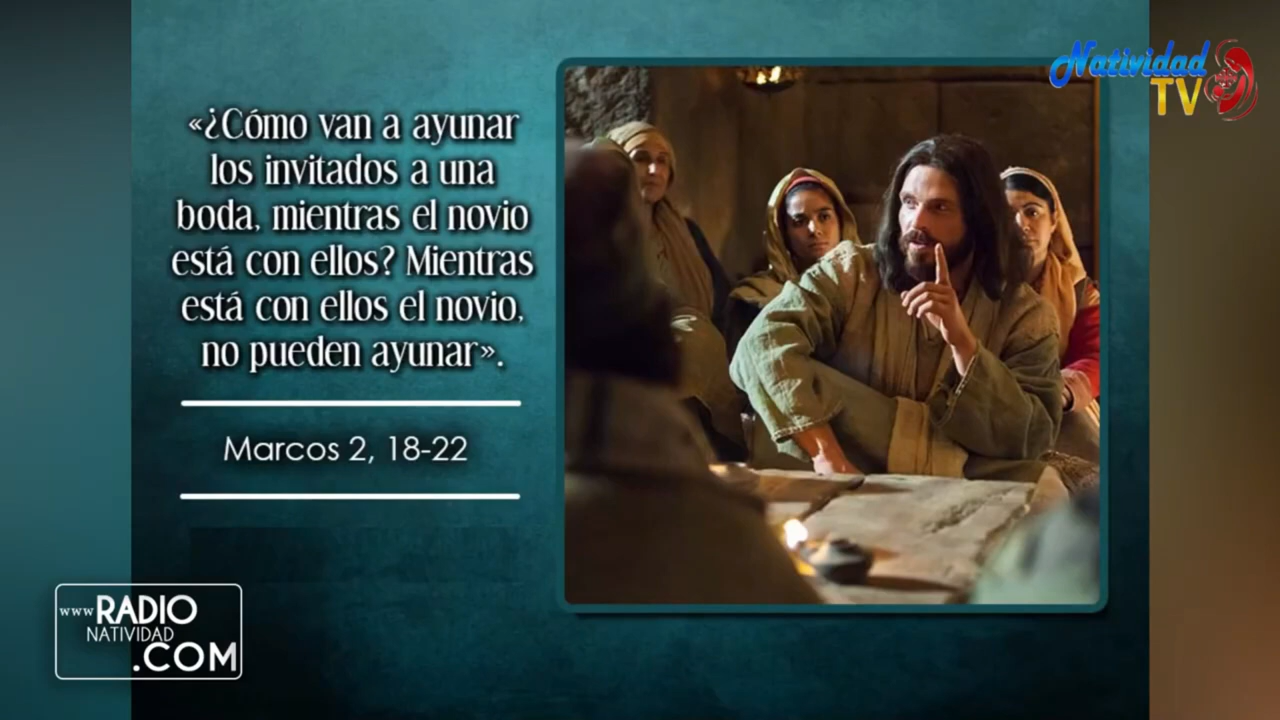 «¿Cómo van a ayunar
los invitados a una
boda, mientras el novio
está con ellos? Mientras
está con ellos el novio,
no pueden ayunar».
Marcos 2, 18-22
Natividad
TV
www RADIO
NATIVIDAD
.COM